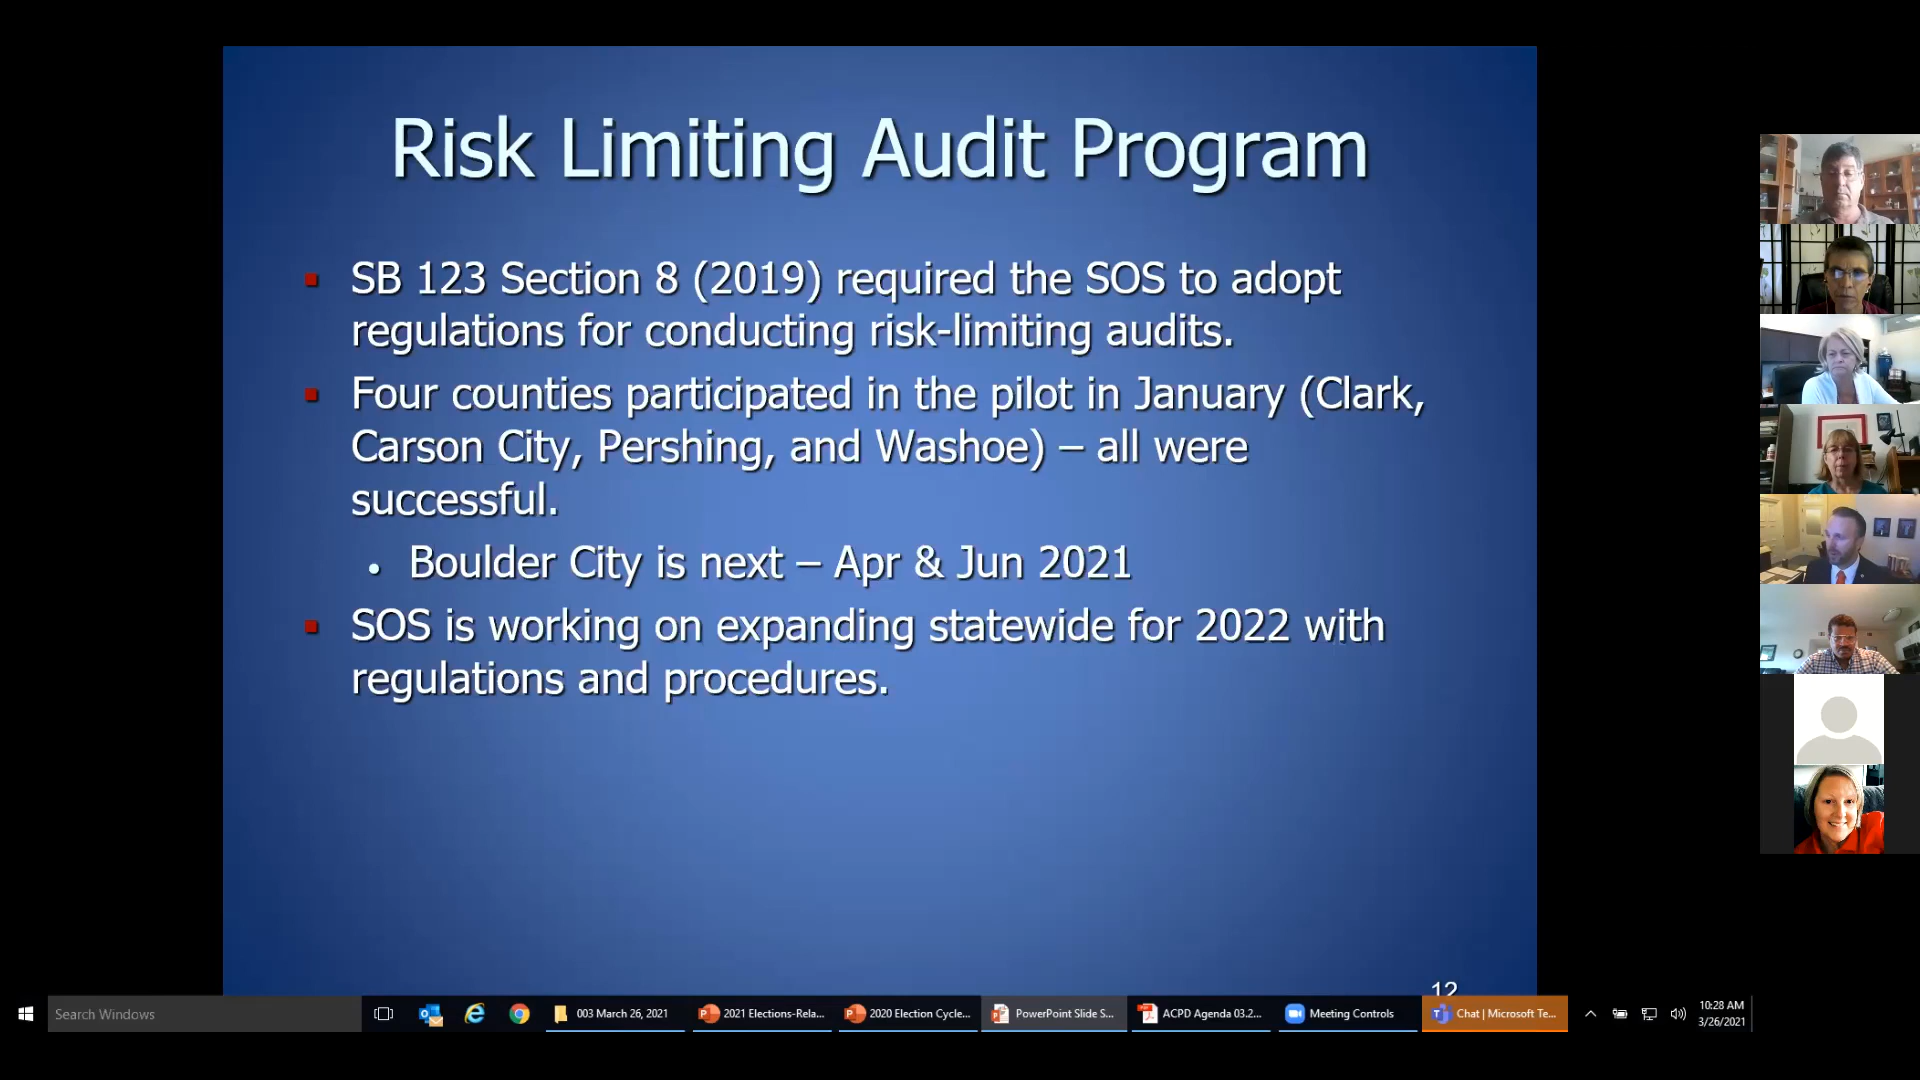 Risk Limiting Audit Program
SB 123 Section 8 (2019) required the SOS to adopt
regulations for conducting risk-limiting audits.
Four counties participated in the pilot in January (Clark,
Carson City, Pershing, and Washoe) – all were
successful.
Boulder City is next – Apr & Jun 2021
SOS is working on expanding statewide for 2022 with
regulations and procedures.
12
Search Windows
003 March 26, 2021
2021 Elections-Rela...
2020 Election Cycle...
PowerPoint Slide S...
ACPD Agenda 03.2...
Meeting Controls
Chat | Microsoft Te...
10:28 AM
3/26/2021